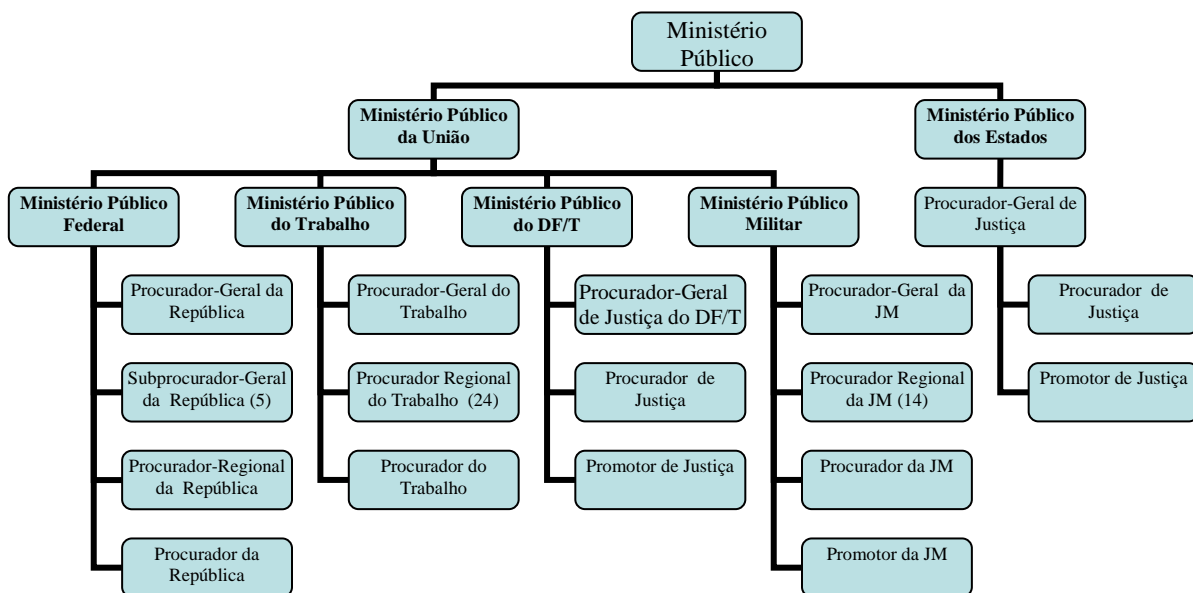 Ministério
Público
Ministério Público
da União
Ministério Público
dos Estados
Ministério Público
Federal
Ministério Público
do Trabalho
Ministério Público
do DF/T
Ministério Público
Militar
Procurador-Geral de
Justiça
Procurador-Geral da
República
Procurador-Geral do
Trabalho
Procurador-Geral
de Justiça do DF/T
Procurador-Geral da
JM
Procurador de
Justiça
Subprocurador-Geral
da República (5)
Procurador Regional
do Trabalho (24)
Procurador de
Justiça
Procurador Regional
da JM (14)
Promotor de Justiça
Procurador-Regional
da República
Procurador do
Trabalho
Promotor de Justiça
Procurador da JM
Procurador da
República
Promotor da JM